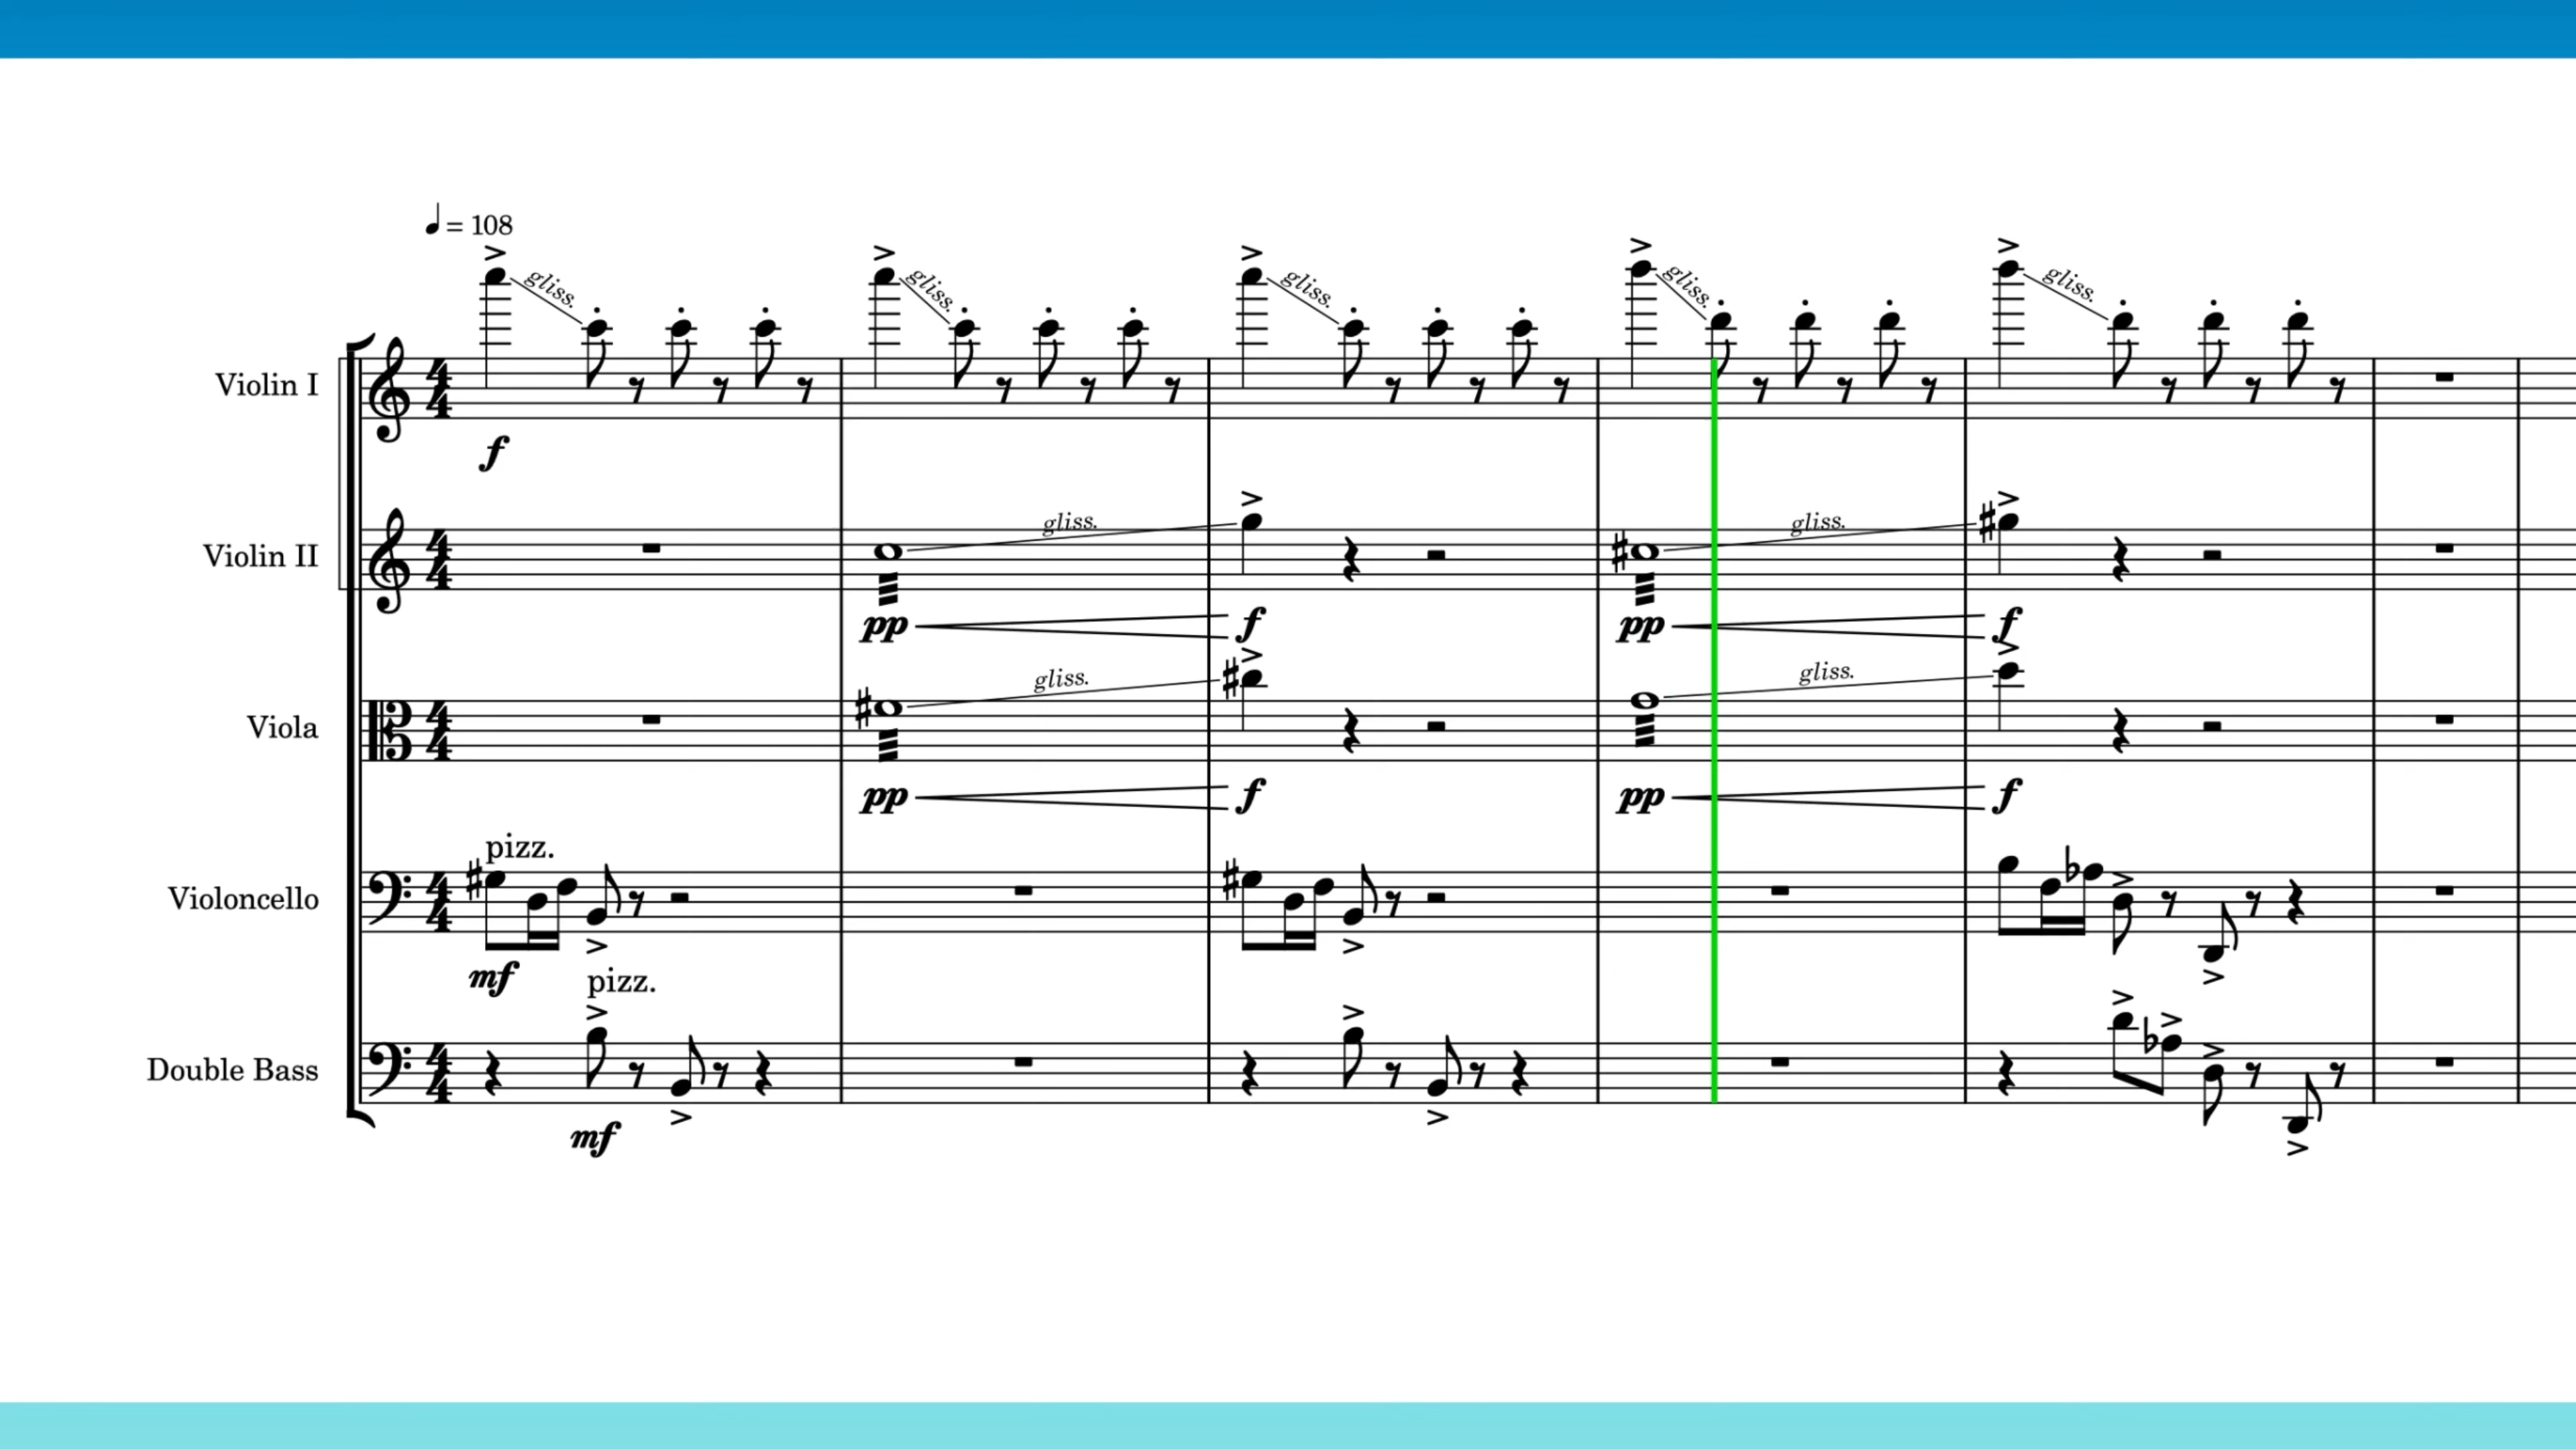 ♩ = 108
gliss. gliss. gliss. gliss. gliss.
Violin I
f
gliss. gliss.
Violin II
pp f pp f
gliss. gliss.
Viola
pp f pp f
pizz.
Violoncello
mf
pizz.
Double Bass
mf